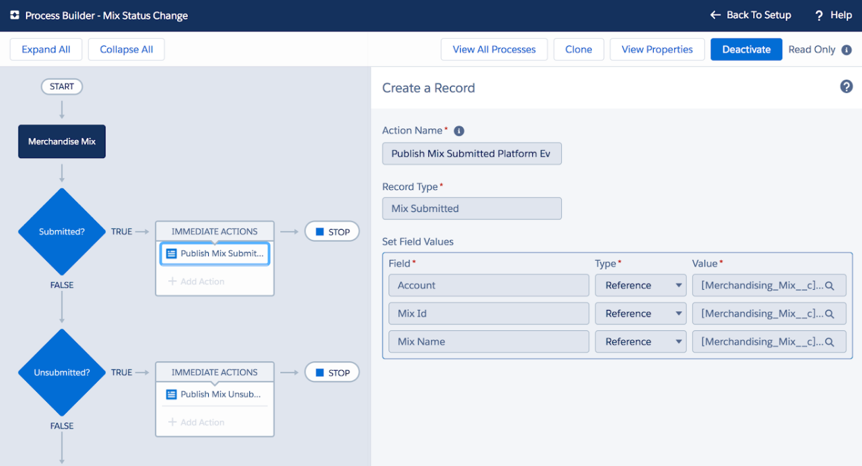 Process Builder - Mix Status Change
Back To Setup
? Help
Expand All
Collapse All
View All Processes
Clone
View Properties
Deactivate
Read Only
START
Merchandise Mix
Submitted?
TRUE
IMMEDIATE ACTIONS
Publish Mix Submit...
+ Add Action
STOP
FALSE
Unsubmitted?
TRUE
IMMEDIATE ACTIONS
Publish Mix Unsub...
+ Add Action
STOP
FALSE
Create a Record
?
Action Name*
Publish Mix Submitted Platform Ev
Record Type*
Mix Submitted
Set Field Values
Field* Type* Value*
Account Reference [Merchandising_Mix__c]...
Mix Id Reference [Merchandising_Mix__c]...
Mix Name Reference [Merchandising_Mix__c]...